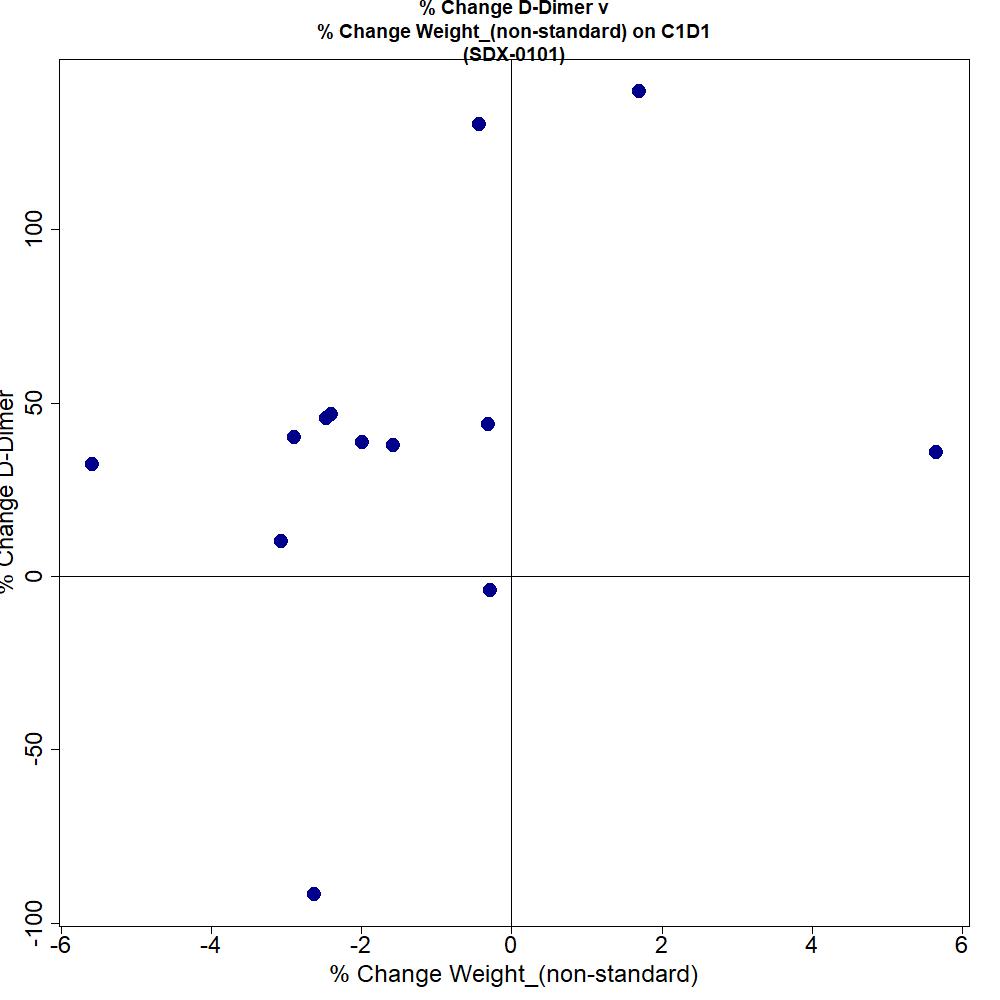 % Change D-Dimer v
% Change Weight_(non-standard) on C1D1
(SDX-0101)
% Change D-Dimer
100
50
0
-50
-100
-6
-4
-2
0
2
4
6
% Change Weight_(non-standard)